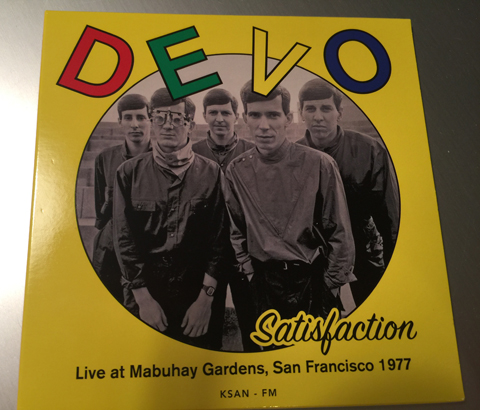 DEVO
Satisfaction
Live at Mabuhay Gardens, San Francisco 1977
KSAN - FM